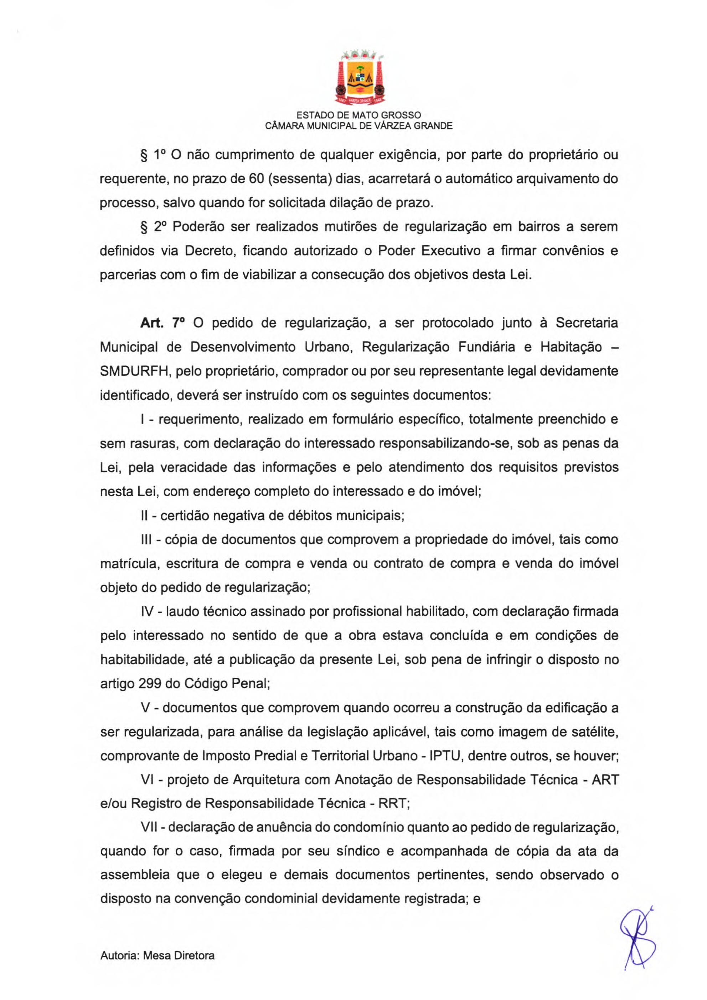 1867 VÁRZEA GRANDE 1948
ESTADO DE MATO GROSSO
CÂMARA MUNICIPAL DE VÁRZEA GRANDE
§ 1º O não cumprimento de qualquer exigência, por parte do proprietário ou
requerente, no prazo de 60 (sessenta) dias, acarretará o automático arquivamento do
processo, salvo quando for solicitada dilação de prazo.
§ 2º Poderão ser realizados mutirões de regularização em bairros a serem
definidos via Decreto, ficando autorizado o Poder Executivo a firmar convênios e
parcerias com o fim de viabilizar a consecução dos objetivos desta Lei.
Art. 7º O pedido de regularização, a ser protocolado junto à Secretaria
Municipal de Desenvolvimento Urbano, Regularização Fundiária e Habitação –
SMDURFH, pelo proprietário, comprador ou por seu representante legal devidamente
identificado, deverá ser instruído com os seguintes documentos:
I - requerimento, realizado em formulário específico, totalmente preenchido e
sem rasuras, com declaração do interessado responsabilizando-se, sob as penas da
Lei, pela veracidade das informações e pelo atendimento dos requisitos previstos
nesta Lei, com endereço completo do interessado e do imóvel;
II - certidão negativa de débitos municipais;
III - cópia de documentos que comprovem a propriedade do imóvel, tais como
matrícula, escritura de compra e venda ou contrato de compra e venda do imóvel
objeto do pedido de regularização;
IV - laudo técnico assinado por profissional habilitado, com declaração firmada
pelo interessado no sentido de que a obra estava concluída e em condições de
habitabilidade, até a publicação da presente Lei, sob pena de infringir o disposto no
artigo 299 do Código Penal;
V - documentos que comprovem quando ocorreu a construção da edificação a
ser regularizada, para análise da legislação aplicável, tais como imagem de satélite,
comprovante de Imposto Predial e Territorial Urbano - IPTU, dentre outros, se houver;
VI - projeto de Arquitetura com Anotação de Responsabilidade Técnica - ART
e/ou Registro de Responsabilidade Técnica - RRT;
VII - declaração de anuência do condomínio quanto ao pedido de regularização,
quando for o caso, firmada por seu síndico e acompanhada de cópia da ata da
assembleia que o elegeu e demais documentos pertinentes, sendo observado o
disposto na convenção condominial devidamente registrada; e
Autoria: Mesa Diretora